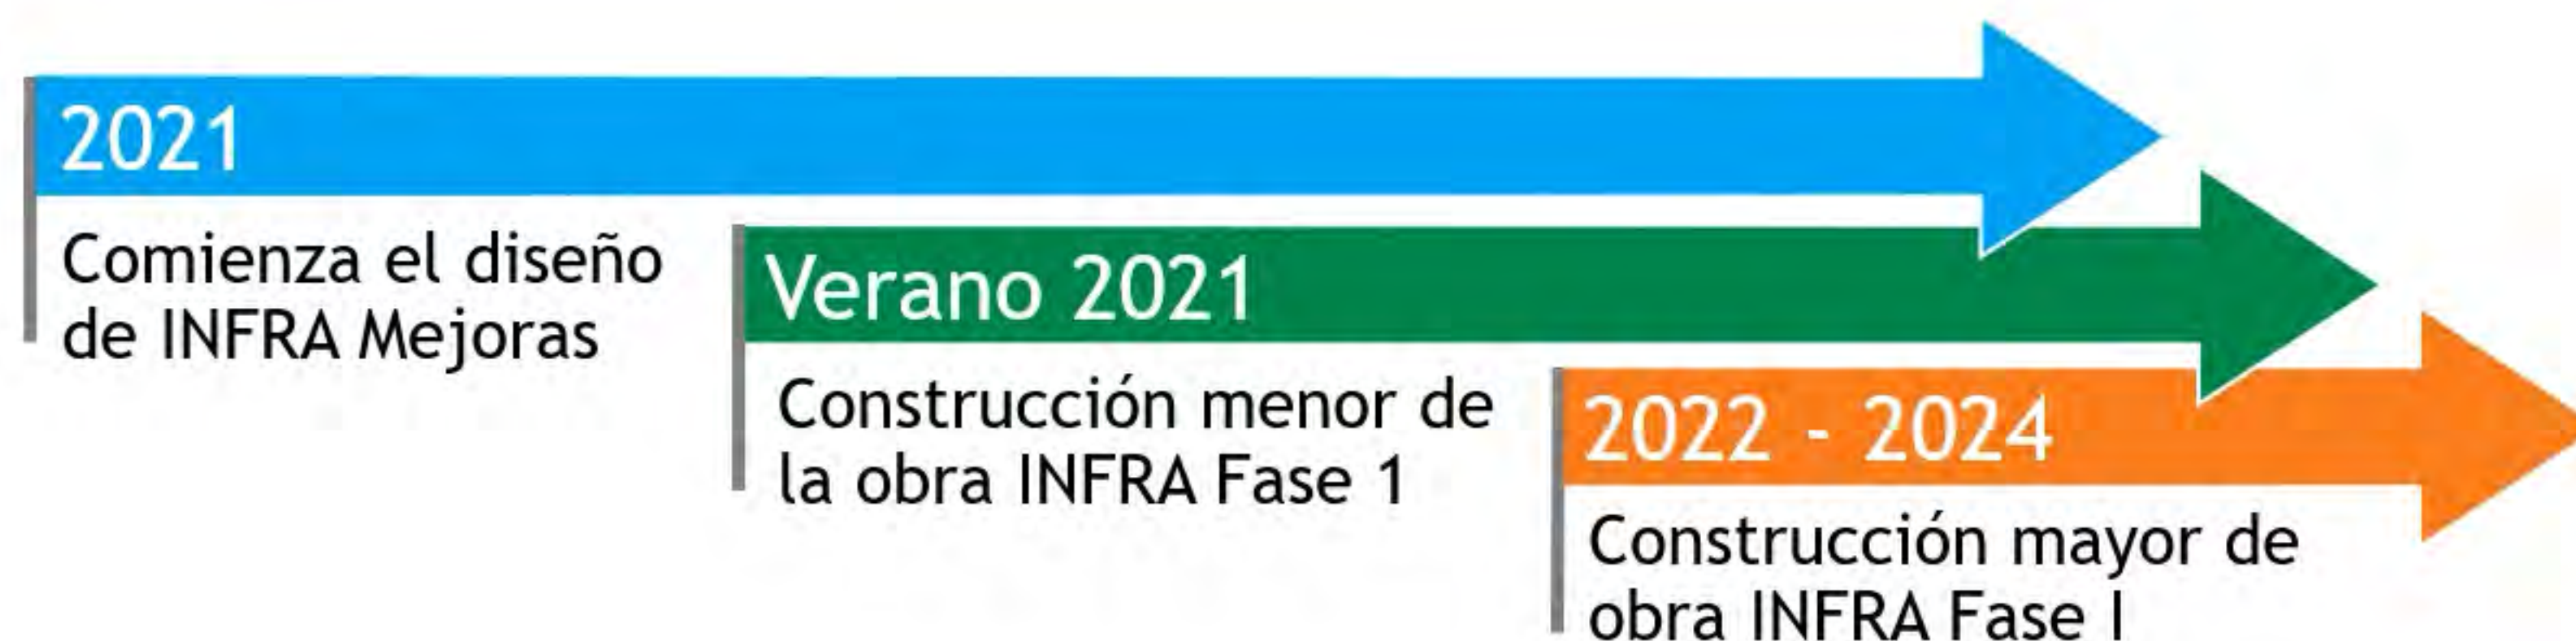 2021
Comienza el diseño
de INFRA Mejoras
Verano 2021
Construcción menor de
la obra INFRA Fase 1
2022 - 2024
Construcción mayor de
obra INFRA Fase I